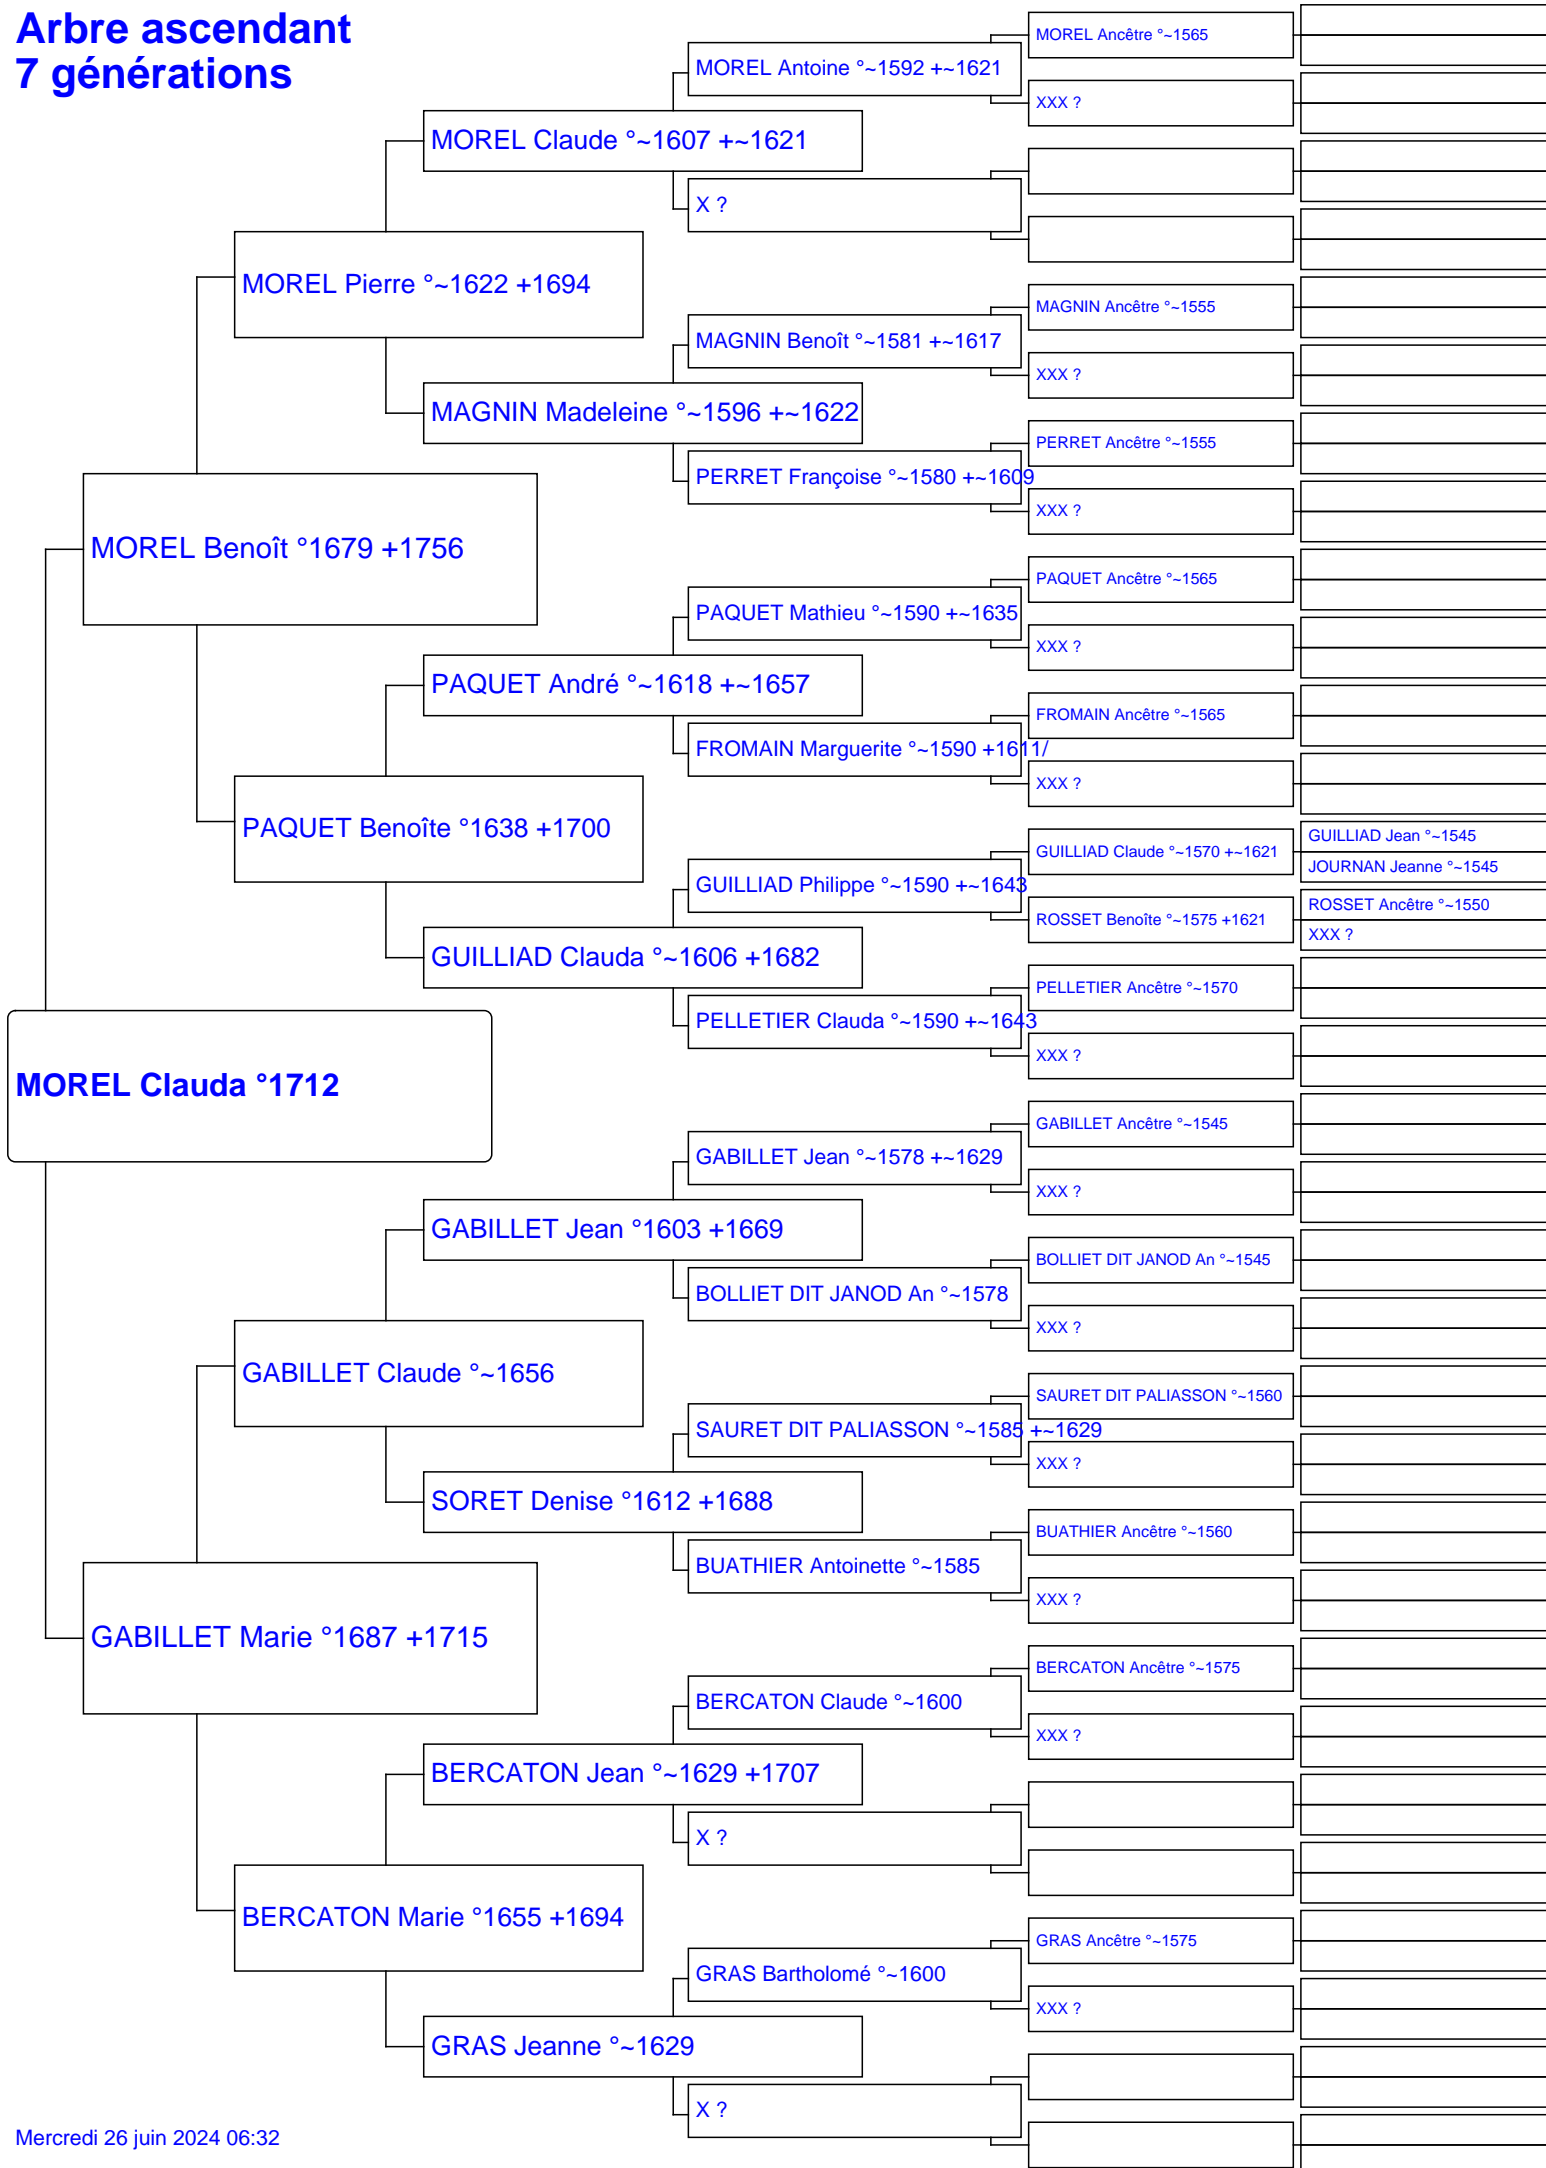 Arbre ascendant
7 générations
MOREL Ancêtre °~1565
MOREL Antoine °~1592 +~1621
XXX ?
MOREL Claude °~1607 +~1621
X ?
MOREL Pierre °~1622 +1694
MAGNIN Ancêtre °~1555
MAGNIN Benoît °~1581 +~1617
XXX ?
MAGNIN Madeleine °~1596 +~1622
PERRET Ancêtre °~1555
PERRET Françoise °~1580 +~1609
XXX ?
MOREL Benoît °1679 +1756
PAQUET Ancêtre °~1565
PAQUET Mathieu °~1590 +~1635
XXX ?
PAQUET André °~1618 +~1657
FROMAIN Ancêtre °~1565
FROMAIN Marguerite °~1590 +1611/
XXX ?
PAQUET Benoîte °1638 +1700
GUILLIAD Jean °~1545
GUILLIAD Claude °~1570 +~1621
JOURNAN Jeanne °~1545
GUILLIAD Philippe °~1590 +~1643
ROSSET Ancêtre °~1550
ROSSET Benoîte °~1575 +1621
XXX ?
GUILLIAD Clauda °~1606 +1682
PELLETIER Ancêtre °~1570
PELLETIER Clauda °~1590 +~1643
XXX ?
MOREL Clauda °1712
GABILLET Ancêtre °~1545
GABILLET Jean °~1578 +~1629
XXX ?
GABILLET Jean °1603 +1669
BOLLIET DIT JANOD An °~1545
BOLLIET DIT JANOD An °~1578
XXX ?
GABILLET Claude °~1656
SAURET DIT PALIASSON °~1560
SAURET DIT PALIASSON °~1585 +~1629
XXX ?
SORET Denise °1612 +1688
BUATHIER Ancêtre °~1560
BUATHIER Antoinette °~1585
XXX ?
GABILLET Marie °1687 +1715
BERCATON Ancêtre °~1575
BERCATON Claude °~1600
XXX ?
BERCATON Jean °~1629 +1707
X ?
BERCATON Marie °1655 +1694
GRAS Ancêtre °~1575
GRAS Bartholomé °~1600
XXX ?
GRAS Jeanne °~1629
X ?
Mercredi 26 juin 2024 06:32